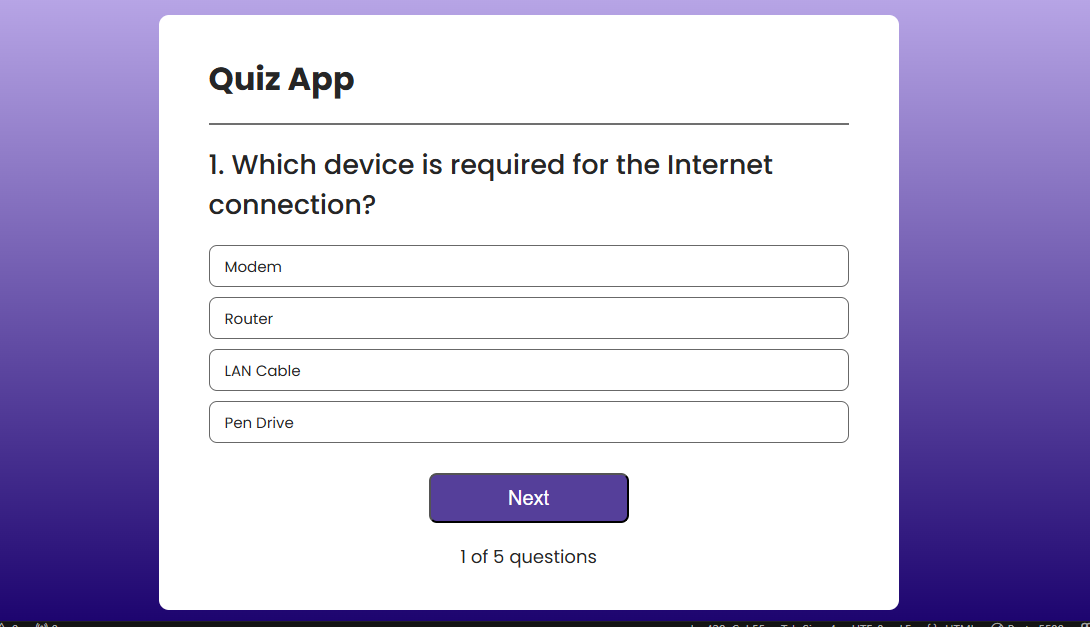 Quiz App
1. Which device is required for the Internet
connection?
Modem
Router
LAN Cable
Pen Drive
Next
1 of 5 questions